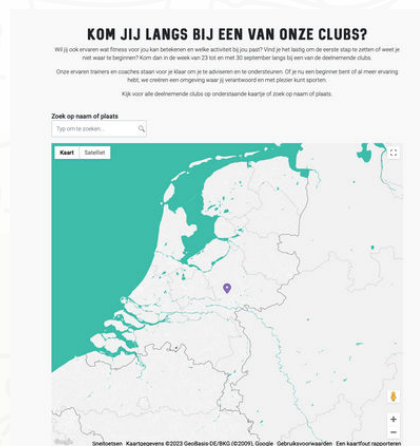 KOM JIJ LANGS BIJ EEN VAN ONZE CLUBS?
Wil jij ook ervaren wat fitness voor jou kan betekenen en welke activiteit bij jou past? Vind je het lastig om de eerste stap te zetten of weet je
niet waar te beginnen? Kom dan in de week van 23 tot en met 30 september langs bij een van de deelnemende clubs.
Onze ervaren trainers en coaches staan voor je klaar om je te adviseren en te ondersteunen. Of je nu een beginner bent of al meer ervaring
hebt, we creëren een omgeving waar jij verantwoord en met plezier kunt sporten.
Kijk voor alle deelnemende clubs op onderstaande kaartje of zoek op naam of plaats.
Zoek op naam of plaats
Typ om te zoeken..
Kaart Satelliet
Google Sneltoetsen Kaartgegevens ©2023 GeoBasis-DE/BKG (©2009), Google Gebruiksvoorwaarden Een kaartfout rapporteren